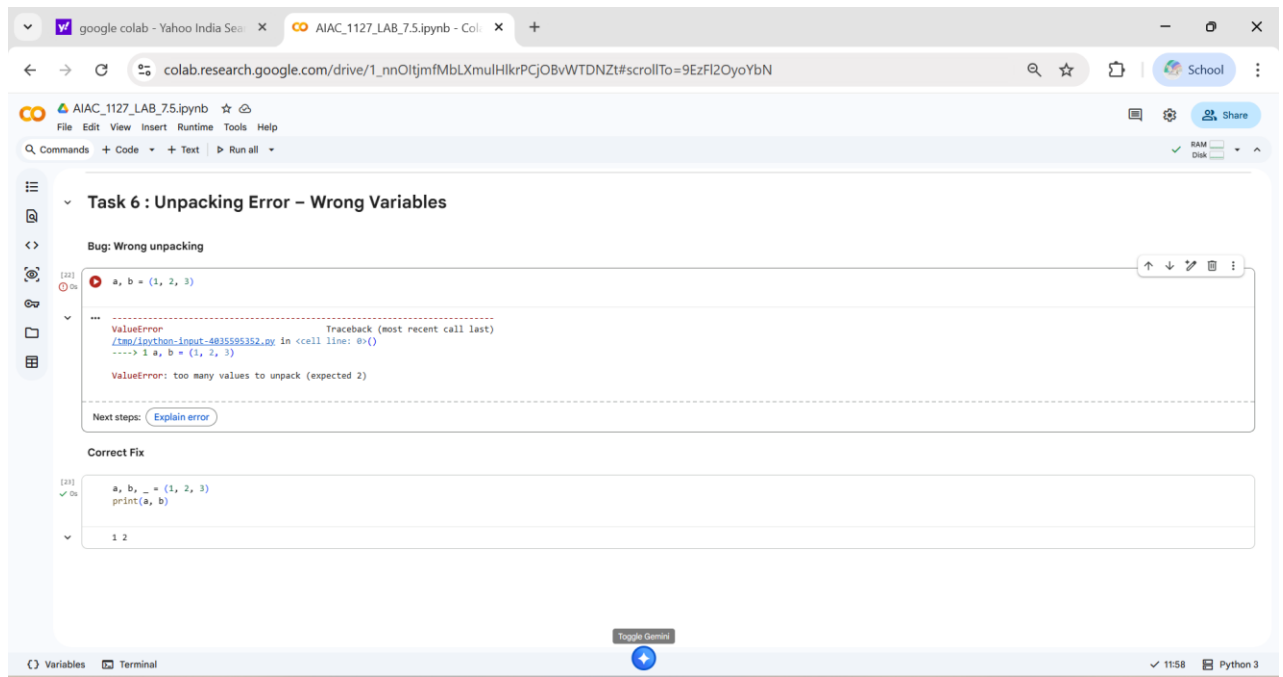 google colab - Yahoo India Sea
AIAC_1127_LAB_7.5.ipynb - Col
colab.research.google.com/drive/1_nnOItjmfMbLXmulHlkrPCjOBvWTDNZt#scrollTo=9EzFl2OyoYbN
School
CO
AIAC_1127_LAB_7.5.ipynb
File Edit View Insert Runtime Tools Help
Share
Commands + Code + Text Run all
RAM
Disk
Task 6 : Unpacking Error – Wrong Variables
Bug: Wrong unpacking
[22]
0s
a, b = (1, 2, 3)
---------------------------------------------------------------------------
ValueError Traceback (most recent call last)
/tmp/ipython-input-4035595352.py in <cell line: 0>()
----> 1 a, b = (1, 2, 3)
ValueError: too many values to unpack (expected 2)
Next steps: Explain error
Correct Fix
[23]
0s
a, b, _ = (1, 2, 3)
print(a, b)
1 2
Toggle Gemini
Variables Terminal
11:58 Python 3